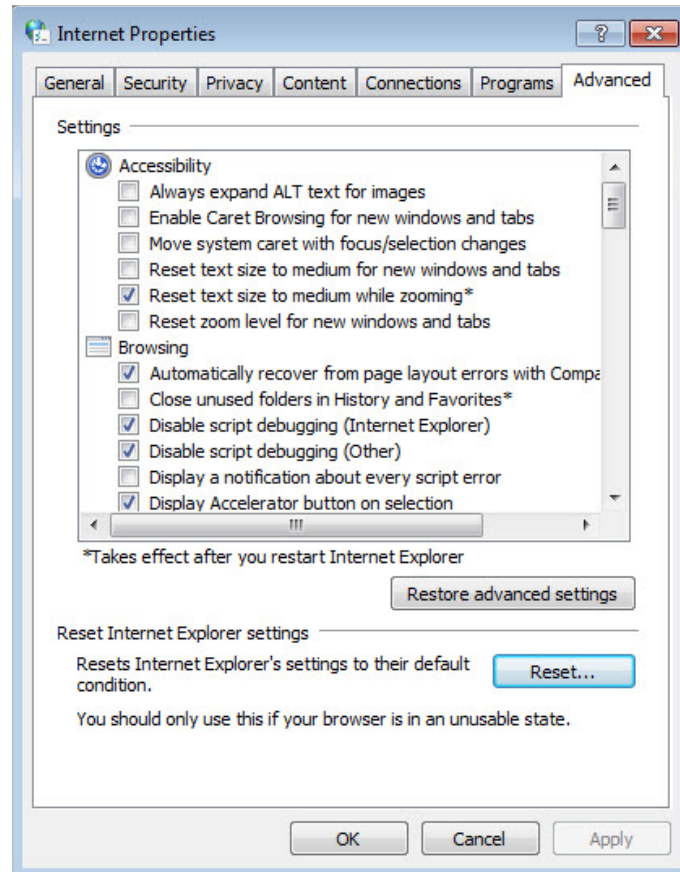 Internet Properties
General Security Privacy Content Connections Programs Advanced
Settings
Accessibility
Always expand ALT text for images
Enable Caret Browsing for new windows and tabs
Move system caret with focus/selection changes
Reset text size to medium for new windows and tabs
Reset text size to medium while zooming*
Reset zoom level for new windows and tabs
Browsing
Automatically recover from page layout errors with Compa
Close unused folders in History and Favorites*
Disable script debugging (Internet Explorer)
Disable script debugging (Other)
Display a notification about every script error
Display Accelerator button on selection
*Takes effect after you restart Internet Explorer
Restore advanced settings
Reset Internet Explorer settings
Resets Internet Explorer's settings to their default
condition.
Reset...
You should only use this if your browser is in an unusable state.
OK Cancel Apply